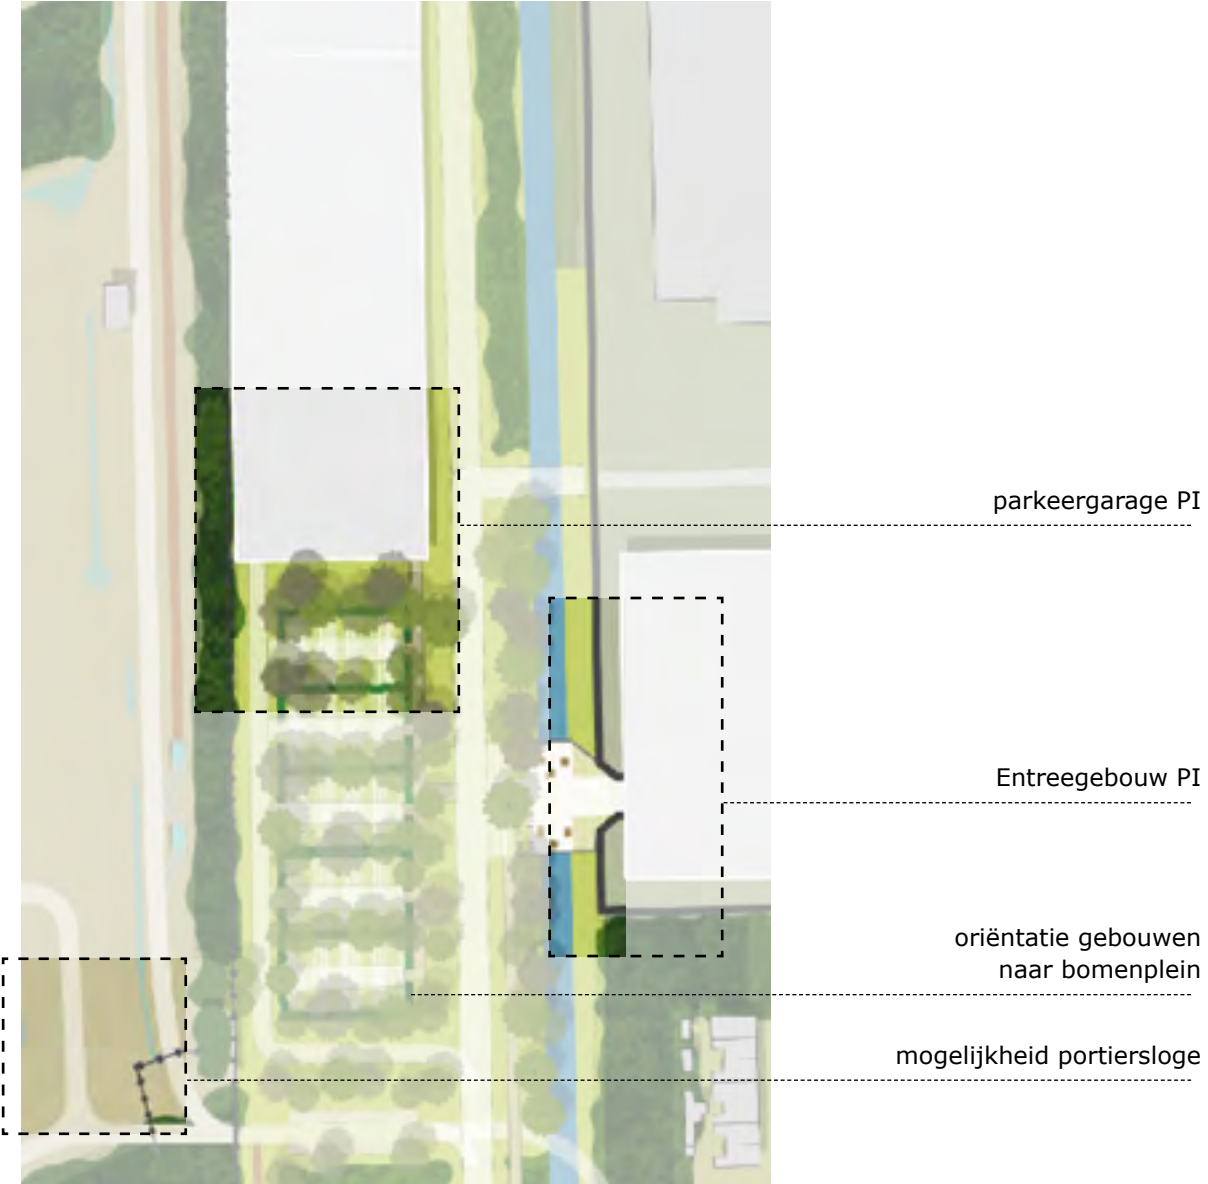 parkeergarage PI
Entreegebouw PI
oriëntatie gebouwen
naar bomenplein
mogelijkheid portiersloge